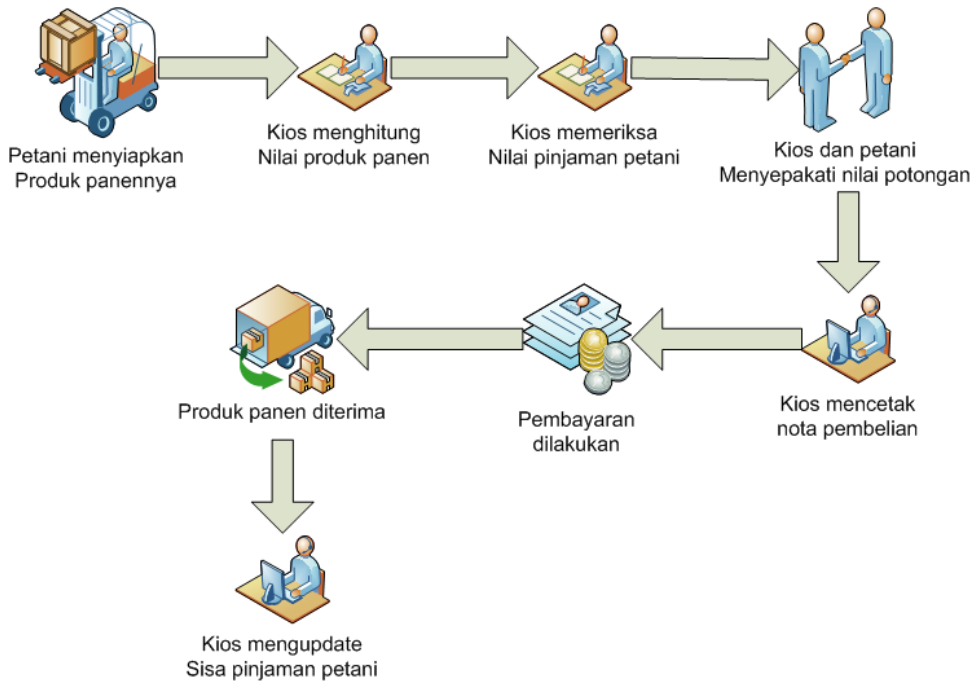 Petani menyiapkan
Produk panennya
Kios menghitung
Nilai produk panen
Kios memeriksa
Nilai pinjaman petani
Kios dan petani
Menyepakati nilai potongan
Kios mencetak
nota pembelian
Pembayaran
dilakukan
Produk panen diterima
Kios mengupdate
Sisa pinjaman petani